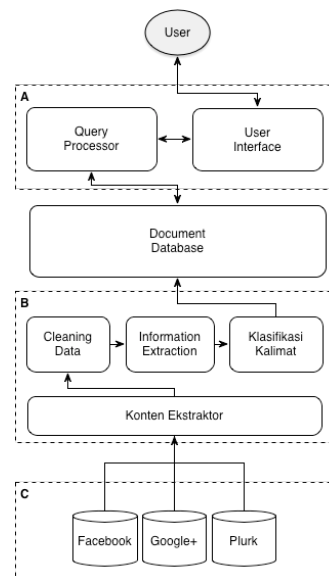 User
A
Query
Processor
User
Interface
Document
Database
B
Cleaning
Data
Information
Extraction
Klasifikasi
Kalimat
Konten Ekstraktor
C
Facebook
Google+
Plurk